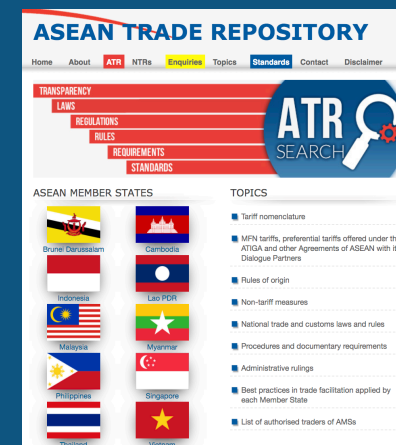 ASEAN TRADE REPOSITORY
Home About ATR NTRs Enquiries Topics Standards Contact Disclaimer
TRANSPARENCY
LAWS
REGULATIONS
RULES
REQUIREMENTS
STANDARDS
ATR
SEARCH
ASEAN MEMBER STATES
Brunei Darussalam
Cambodia
Indonesia
Lao PDR
Malaysia
Myanmar
Philippines
Singapore
Thailand
Vietnam
TOPICS
Tariff nomenclature
MFN tariffs, preferential tariffs offered under th
ATIGA and other Agreements of ASEAN with it
Dialogue Partners
Rules of origin
Non-tariff measures
National trade and customs laws and rules
Procedures and documentary requirements
Administrative rulings
Best practices in trade facilitation applied by
each Member State
List of authorised traders of AMSs